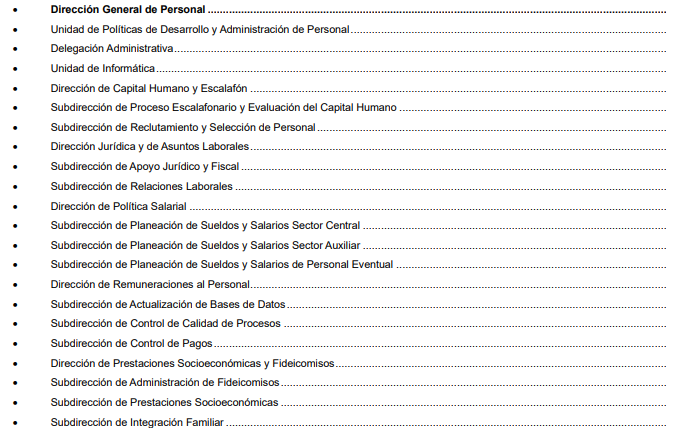 • Dirección General de Personal ....................................................................................................
• Unidad de Políticas de Desarrollo y Administración de Personal ....................................................................................................
• Delegación Administrativa ....................................................................................................
• Unidad de Informática ....................................................................................................
• Dirección de Capital Humano y Escalafón ....................................................................................................
• Subdirección de Proceso Escalafonario y Evaluación del Capital Humano ....................................................................................................
• Subdirección de Reclutamiento y Selección de Personal ....................................................................................................
• Dirección Jurídica y de Asuntos Laborales ....................................................................................................
• Subdirección de Apoyo Jurídico y Fiscal ....................................................................................................
• Subdirección de Relaciones Laborales ....................................................................................................
• Dirección de Política Salarial ....................................................................................................
• Subdirección de Planeación de Sueldos y Salarios Sector Central ....................................................................................................
• Subdirección de Planeación de Sueldos y Salarios Sector Auxiliar ....................................................................................................
• Subdirección de Planeación de Sueldos y Salarios de Personal Eventual ....................................................................................................
• Dirección de Remuneraciones al Personal ....................................................................................................
• Subdirección de Actualización de Bases de Datos ....................................................................................................
• Subdirección de Control de Calidad de Procesos ....................................................................................................
• Subdirección de Control de Pagos ....................................................................................................
• Dirección de Prestaciones Socioeconómicas y Fideicomisos ....................................................................................................
• Subdirección de Administración de Fideicomisos ....................................................................................................
• Subdirección de Prestaciones Socioeconómicas ....................................................................................................
• Subdirección de Integración Familiar ....................................................................................................